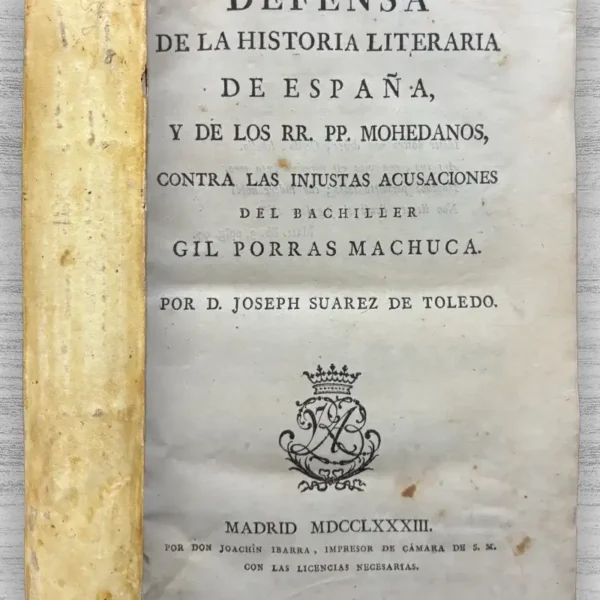 DEFENSA
DE LA HISTORIA LITERARIA
DE ESPAÑA,
Y DE LOS RR. PP. MOHEDANOS,
CONTRA LAS INJUSTAS ACUSACIONES
DEL BACHILLER
GIL PORRAS MACHUCA.
POR D. JOSEPH SUAREZ DE TOLEDO.
MADRID MDCCLXXXIII.
POR DON JOACHÎN IBARRA, IMPRESOR DE CÁMARA DE S. M.
CON LAS LICENCIAS NECESARIAS.